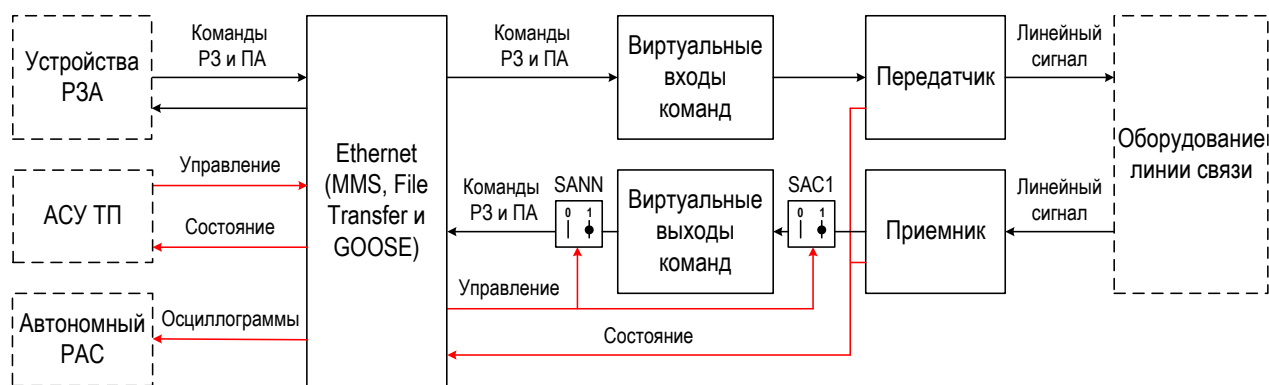 Устройства
РЗА
Команды
РЗ и ПА
Ethernet
(MMS, File
Transfer и
GOOSE)
Команды
РЗ и ПА
Виртуальные
входы
команд
Передатчик
Линейный
сигнал
Оборудование
линии связи
АСУ ТП
Управление
Состояние
Команды
РЗ и ПА
SANN
0 1
Виртуальные
выходы
команд
SAC1
0 1
Приемник
Линейный
сигнал
Управление
Автономный
РАС
Осциллограммы
Состояние